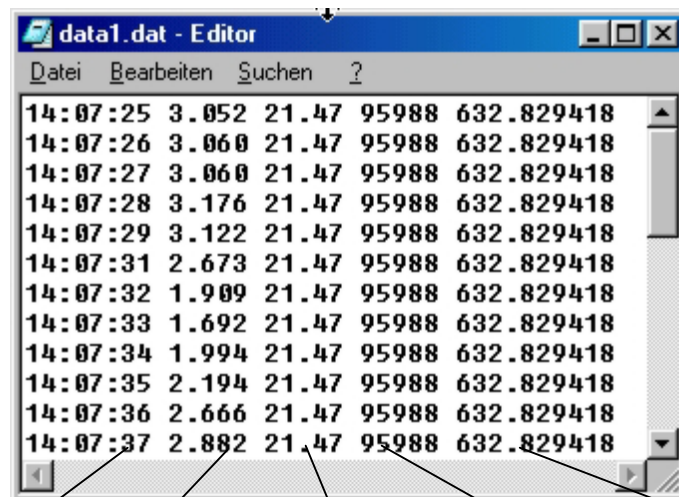 data1.dat - Editor
Datei Bearbeiten Suchen ?
14:07:25 3.052 21.47 95988 632.829418
14:07:26 3.060 21.47 95988 632.829418
14:07:27 3.060 21.47 95988 632.829418
14:07:28 3.176 21.47 95988 632.829418
14:07:29 3.122 21.47 95988 632.829418
14:07:31 2.673 21.47 95988 632.829418
14:07:32 1.909 21.47 95988 632.829418
14:07:33 1.692 21.47 95988 632.829418
14:07:34 1.994 21.47 95988 632.829418
14:07:35 2.194 21.47 95988 632.829418
14:07:36 2.666 21.47 95988 632.829418
14:07:37 2.882 21.47 95988 632.829418